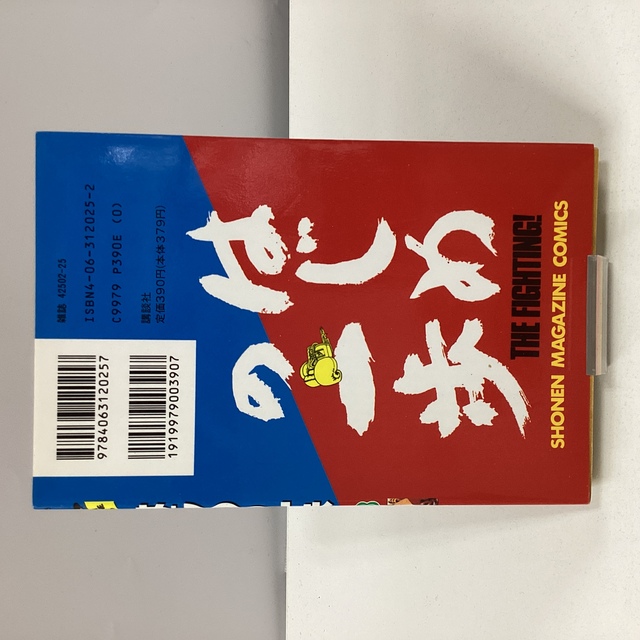 はじめ
の一歩
THE FIGHTING!
SHONEN MAGAZINE COMICS
雑誌 42502-25
ISBN4-06-312025-2
C9979 P390E (0)
講談社
定価390円(本体379円)
9784063120257
1919979003907